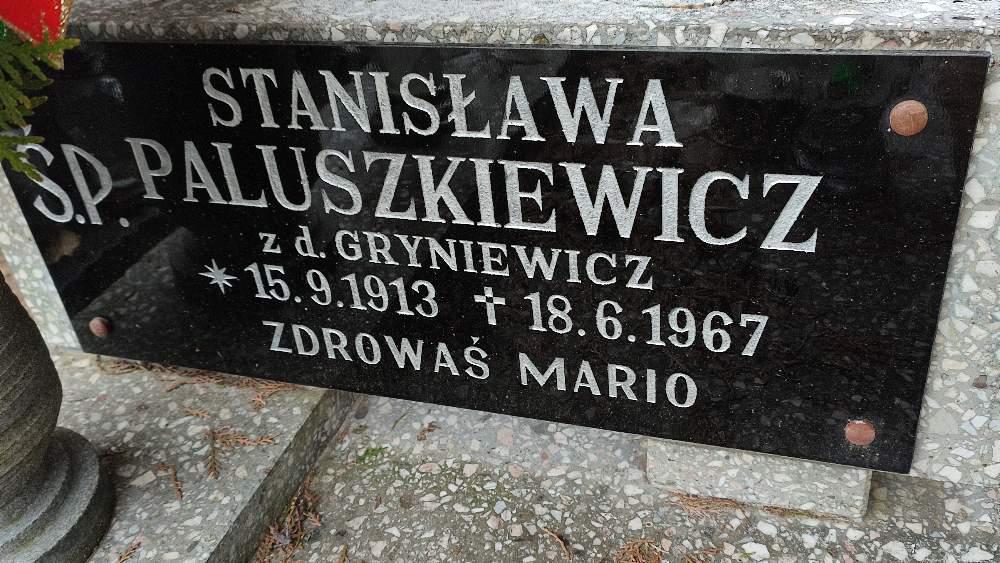 STANISŁAWA
Ś.P. PALUSZKIEWICZ
z d. GRYNIEWICZ
15.9.1913 18.6.1967
ZDROWAŚ MARIO